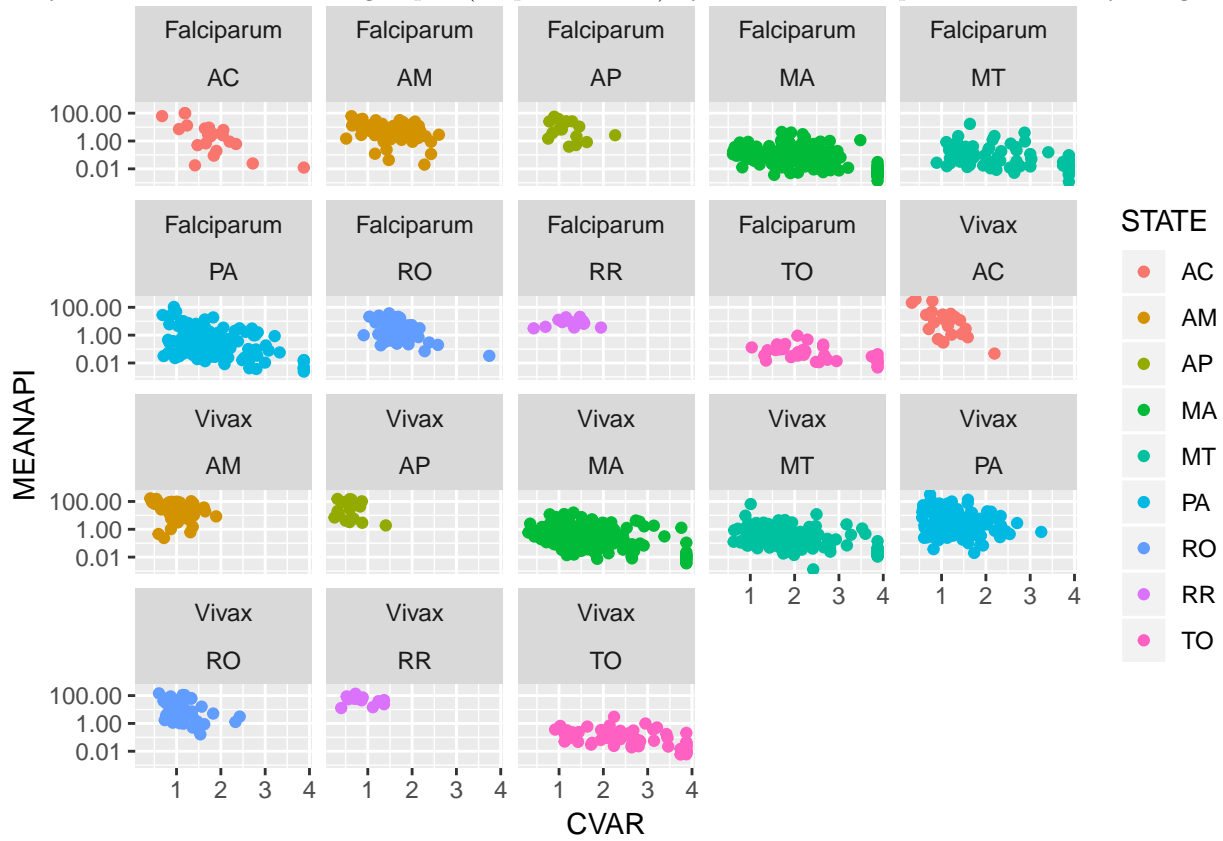 Falciparum Falciparum Falciparum Falciparum Falciparum
AC AM AP MA MT
100.00
1.00
0.01
Falciparum Falciparum Falciparum Falciparum Vivax
PA RO RR TO AC
100.00
1.00
0.01
Vivax Vivax Vivax Vivax Vivax
AM AP MA MT PA
100.00
1.00
0.01
1 2 3 4 1 2 3 4
Vivax Vivax Vivax
RO RR TO
100.00
1.00
0.01
1 2 3 4 1 2 3 4 1 2 3 4
CVAR
MEANAPI
STATE
AC
AM
AP
MA
MT
PA
RO
RR
TO